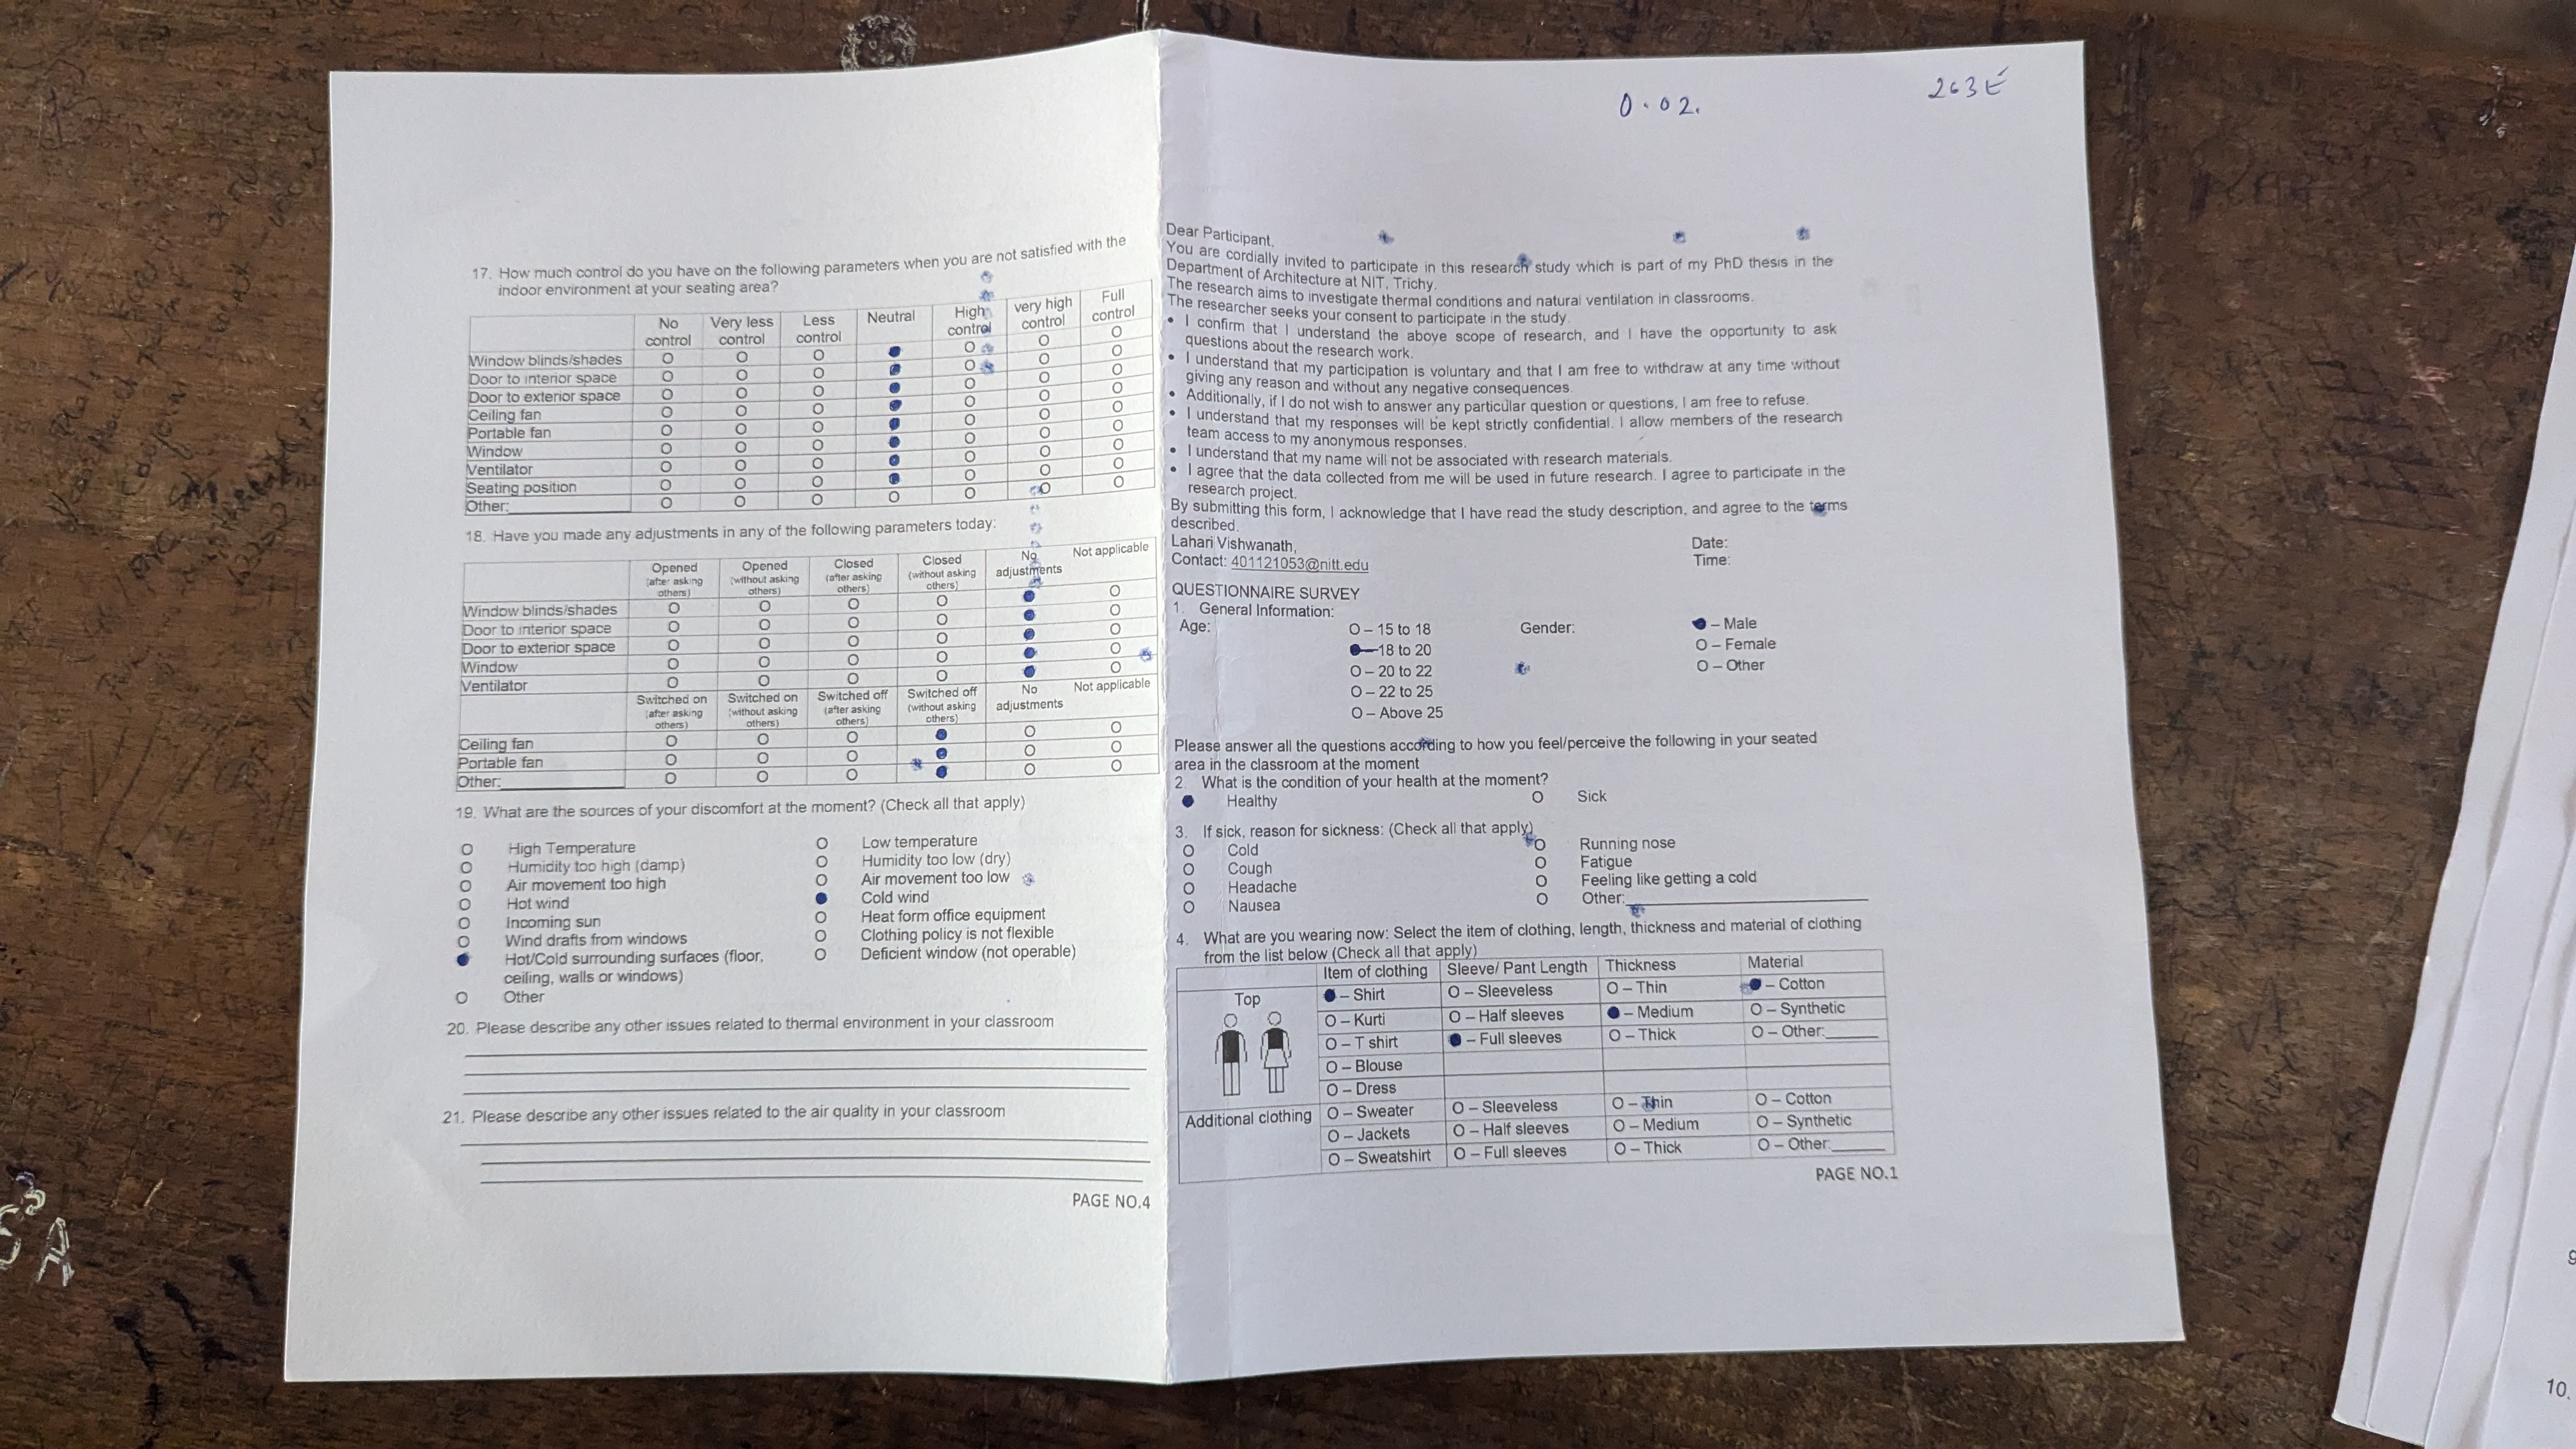 17. How much control do you have on the following parameters when you are not satisfied with the
indoor environment at your seating area?
No control Very less control Less control Neutral High control very high control Full control
Window blinds/shades O O O ● O O O
Door to interior space O O O ● O O O
Door to exterior space O O O ● O O O
Ceiling fan O O O ● O O O
Portable fan O O O ● O O O
Window O O O ● O O O
Ventilator O O O ● O O O
Seating position O O O ● O O O
Other:________ O O O O O O O
18. Have you made any adjustments in any of the following parameters today:
Opened (after asking others) Opened (without asking others) Closed (after asking others) Closed (without asking others) No adjustments Not applicable
Window blinds/shades O O O O ● O
Door to interior space O O O O ● O
Door to exterior space O O O O ● O
Window O O O O ● O
Ventilator O O O O ● O
Switched on (after asking others) Switched on (without asking others) Switched off (after asking others) Switched off (without asking others) No adjustments Not applicable
Ceiling fan O O O ● O O
Portable fan O O O ● O O
Other:________ O O O ● O O
19. What are the sources of your discomfort at the moment? (Check all that apply)
O High Temperature O Low temperature
O Humidity too high (damp) O Humidity too low (dry)
O Air movement too high O Air movement too low
O Hot wind ● Cold wind
O Incoming sun O Heat form office equipment
O Wind drafts from windows O Clothing policy is not flexible
● Hot/Cold surrounding surfaces (floor, O Deficient window (not operable)
ceiling, walls or windows)
O Other
20. Please describe any other issues related to thermal environment in your classroom
21. Please describe any other issues related to the air quality in your classroom
PAGE NO.4
0.02.
263E
Dear Participant,
You are cordially invited to participate in this research study which is part of my PhD thesis in the
Department of Architecture at NIT, Trichy.
The research aims to investigate thermal conditions and natural ventilation in classrooms.
The researcher seeks your consent to participate in the study.
• I confirm that I understand the above scope of research, and I have the opportunity to ask
questions about the research work.
• I understand that my participation is voluntary and that I am free to withdraw at any time without
giving any reason and without any negative consequences.
• Additionally, if I do not wish to answer any particular question or questions, I am free to refuse.
• I understand that my responses will be kept strictly confidential. I allow members of the research
team access to my anonymous responses.
• I understand that my name will not be associated with research materials.
• I agree that the data collected from me will be used in future research. I agree to participate in the
research project.
By submitting this form, I acknowledge that I have read the study description, and agree to the terms
described.
Lahari Vishwanath, Date:
Contact: 401121053@nitt.edu Time:
QUESTIONNAIRE SURVEY
1. General Information:
Age: O – 15 to 18 Gender: ● – Male
● – 18 to 20 O – Female
O – 20 to 22 O – Other
O – 22 to 25
O – Above 25
Please answer all the questions according to how you feel/perceive the following in your seated
area in the classroom at the moment
2. What is the condition of your health at the moment?
● Healthy O Sick
3. If sick, reason for sickness: (Check all that apply)
O Cold O Running nose
O Cough O Fatigue
O Headache O Feeling like getting a cold
O Nausea O Other:________
4. What are you wearing now: Select the item of clothing, length, thickness and material of clothing
from the list below (Check all that apply)
Item of clothing Sleeve/ Pant Length Thickness Material
Top ● – Shirt O – Sleeveless O – Thin ● – Cotton
O – Kurti O – Half sleeves ● – Medium O – Synthetic
O – T shirt ● – Full sleeves O – Thick O – Other:______
O – Blouse
O – Dress
Additional clothing O – Sweater O – Sleeveless O – Thin O – Cotton
O – Jackets O – Half sleeves O – Medium O – Synthetic
O – Sweatshirt O – Full sleeves O – Thick O – Other:______
PAGE NO.1
10.